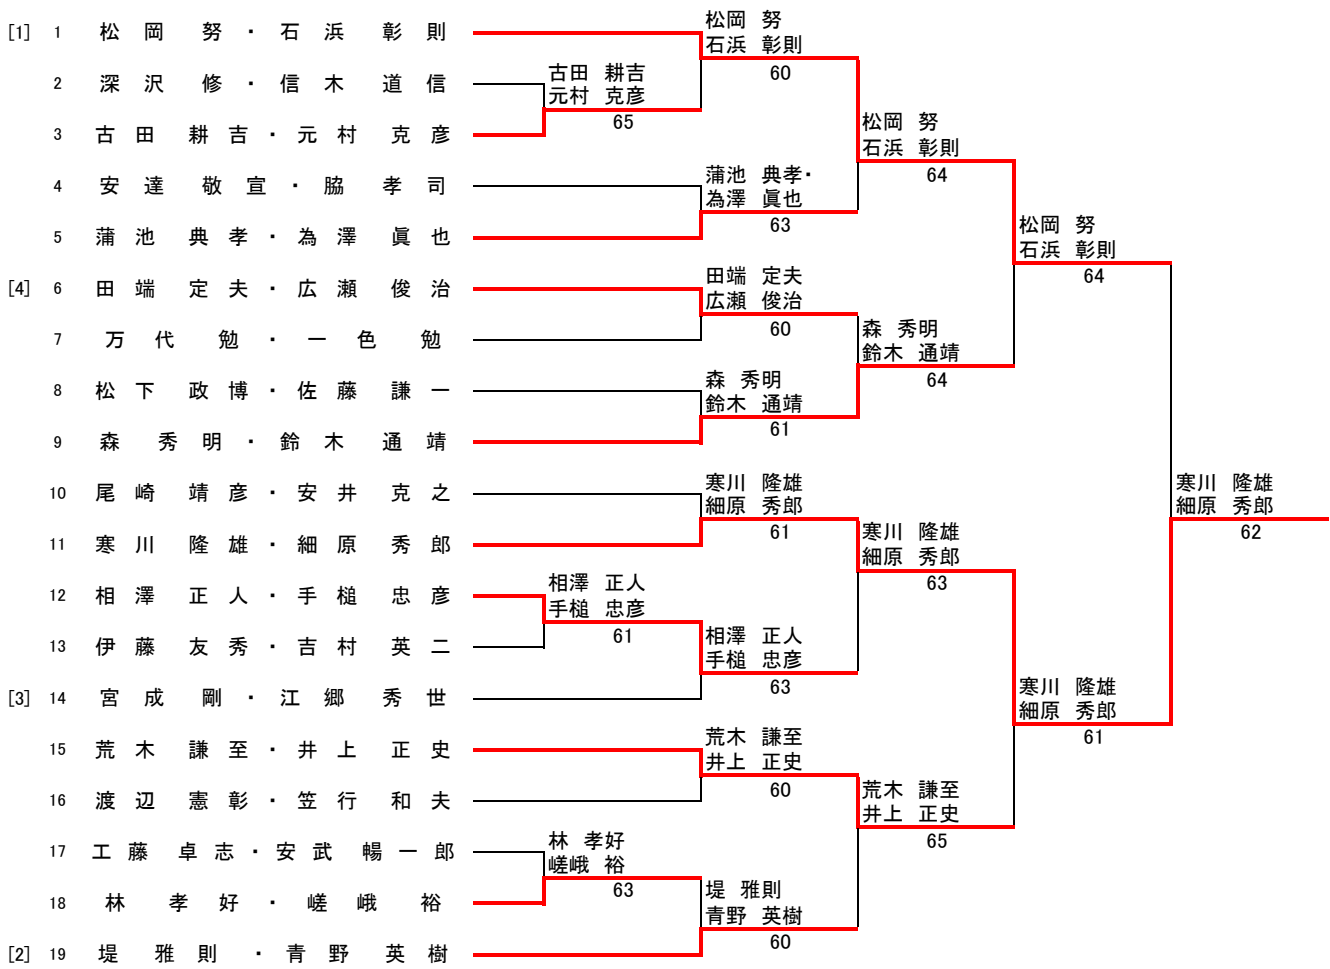 [1] 1 松岡 努・石浜 彰則
2 深沢 修・信木 道信
3 古田 耕吉・元村 克彦
4 安達 敬宣・脇 孝司
5 蒲池 典孝・為澤 眞也
[4] 6 田端 定夫・広瀬 俊治
7 万代 勉・一色 勉
8 松下 政博・佐藤 謙一
9 森 秀明・鈴木 通靖
10 尾崎 靖彦・安井 克之
11 寒川 隆雄・細原 秀郎
12 相澤 正人・手槌 忠彦
13 伊藤 友秀・吉村 英二
[3] 14 宮成 剛・江郷 秀世
15 荒木 謙至・井上 正史
16 渡辺 憲彰・笠行 和夫
17 工藤 卓志・安武 暢一郎
18 林 孝好・嵯峨 裕
[2] 19 堤 雅則・青野 英樹
古田 耕吉
元村 克彦
65
相澤 正人
手槌 忠彦
61
林 孝好
嵯峨 裕
63
松岡 努
石浜 彰則
60
蒲池 典孝・
為澤 眞也
63
田端 定夫
広瀬 俊治
60
森 秀明
鈴木 通靖
61
寒川 隆雄
細原 秀郎
61
相澤 正人
手槌 忠彦
63
荒木 謙至
井上 正史
60
堤 雅則
青野 英樹
60
松岡 努
石浜 彰則
64
森 秀明
鈴木 通靖
64
寒川 隆雄
細原 秀郎
63
荒木 謙至
井上 正史
65
松岡 努
石浜 彰則
64
寒川 隆雄
細原 秀郎
61
寒川 隆雄
細原 秀郎
62